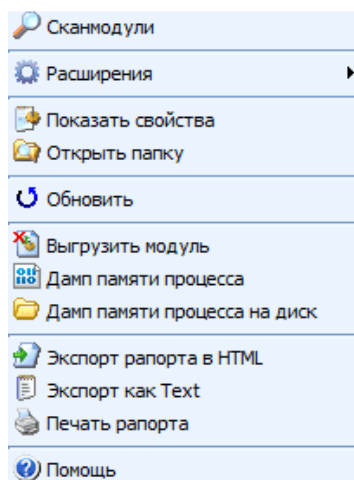 Сканмодули
Расширения
Показать свойства
Открыть папку
Обновить
Выгрузить модуль
Дамп памяти процесса
Дамп памяти процесса на диск
Экспорт рапорта в HTML
Экспорт как Text
Печать рапорта
Помощь